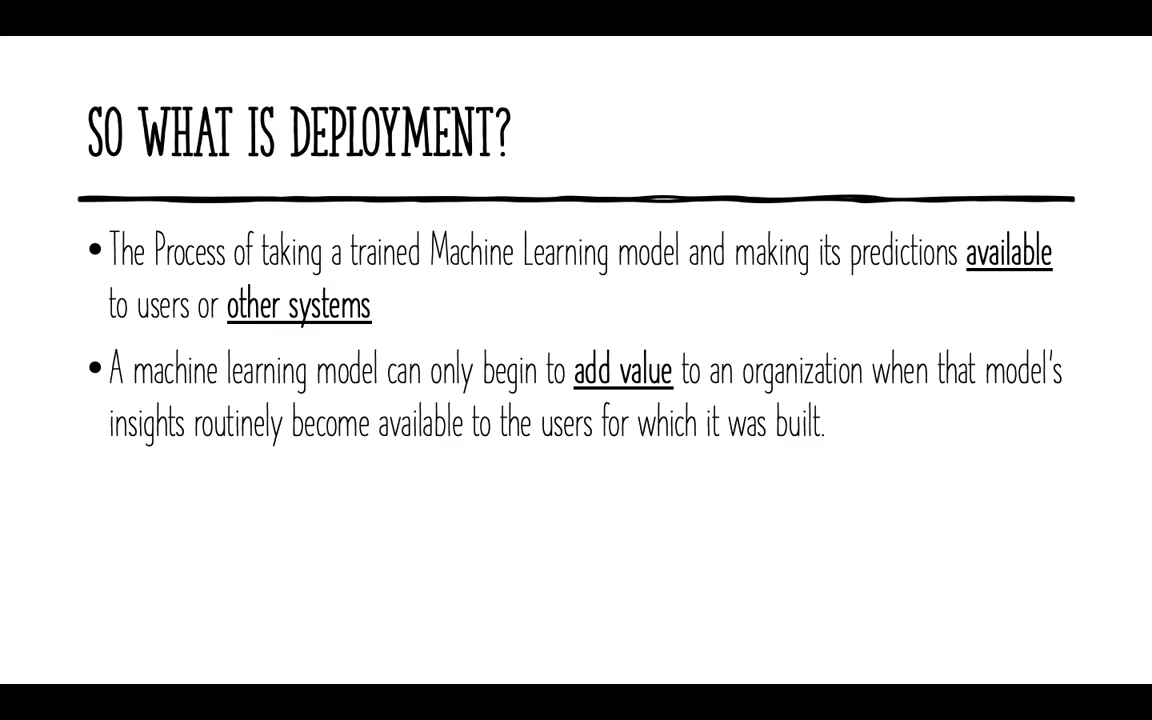 SO WHAT IS DEPLOYMENT?
• The Process of taking a trained Machine Learning model and making its predictions available
to users or other systems
• A machine learning model can only begin to add value to an organization when that model's
insights routinely become available to the users for which it was built.